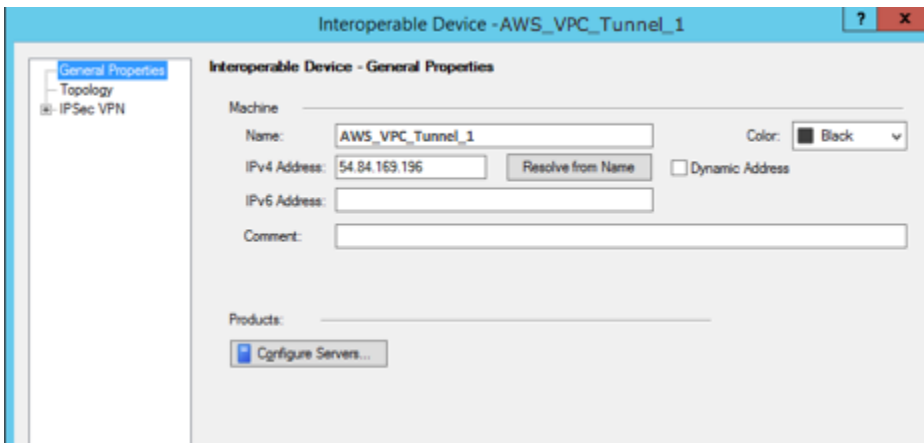 Interoperable Device -AWS_VPC_Tunnel_1
? x
General Properties
Topology
IPSec VPN
Interoperable Device - General Properties
Machine
Name: AWS_VPC_Tunnel_1 Color: Black
IPv4 Address: 54.84.169.196 Resolve from Name Dynamic Address
IPv6 Address:
Comment:
Products:
Configure Servers...